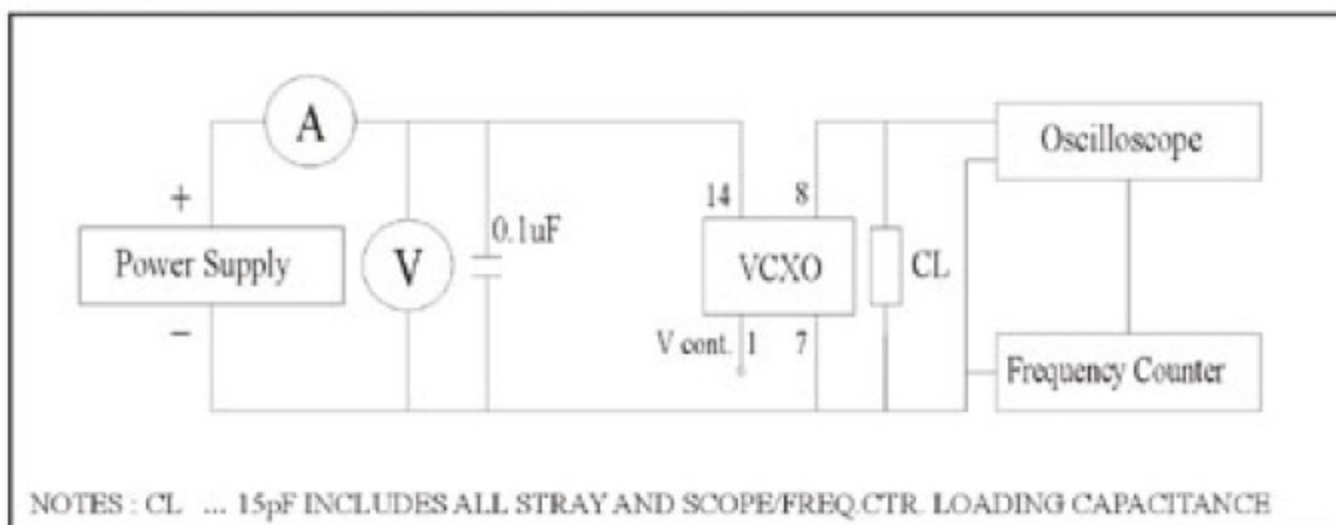 A
Oscilloscope
+
14
8
0.1uF
Power Supply
V
VCXO
CL
−
V cont.
1
7
Frequency Counter
NOTES : CL ... 15pF INCLUDES ALL STRAY AND SCOPE/FREQ.CTR. LOADING CAPACITANCE